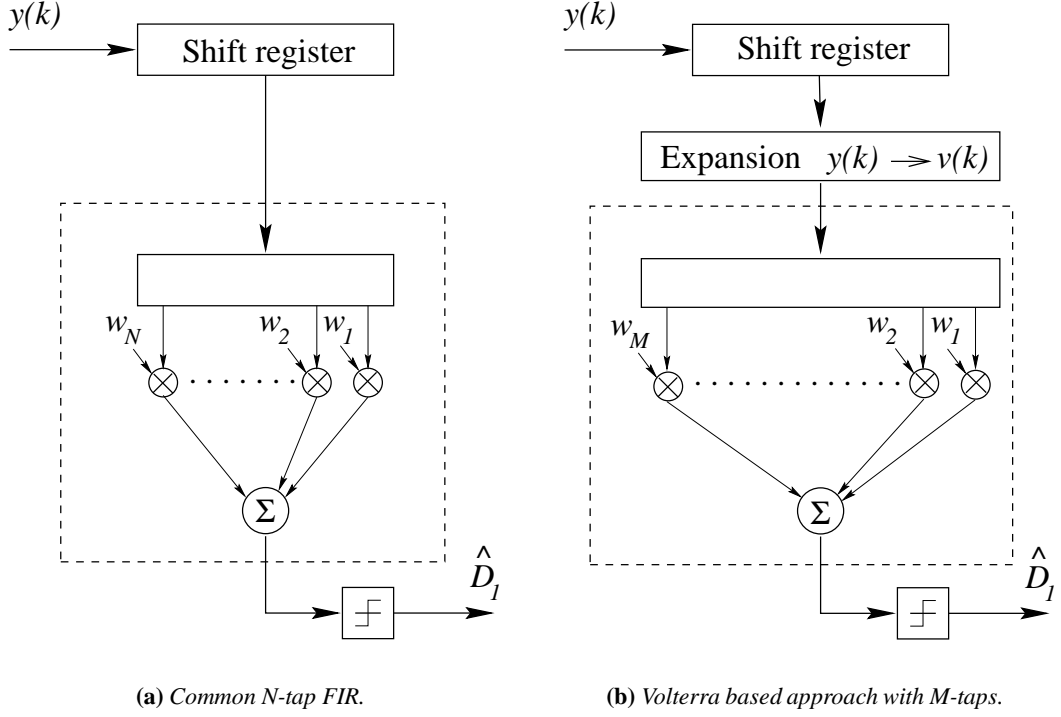 y(k)
Shift register
w_N
w_2
w_1
Σ
D̂_1
(a) Common N-tap FIR.
y(k)
Shift register
Expansion y(k) → v(k)
w_M
w_2
w_1
Σ
D̂_1
(b) Volterra based approach with M-taps.